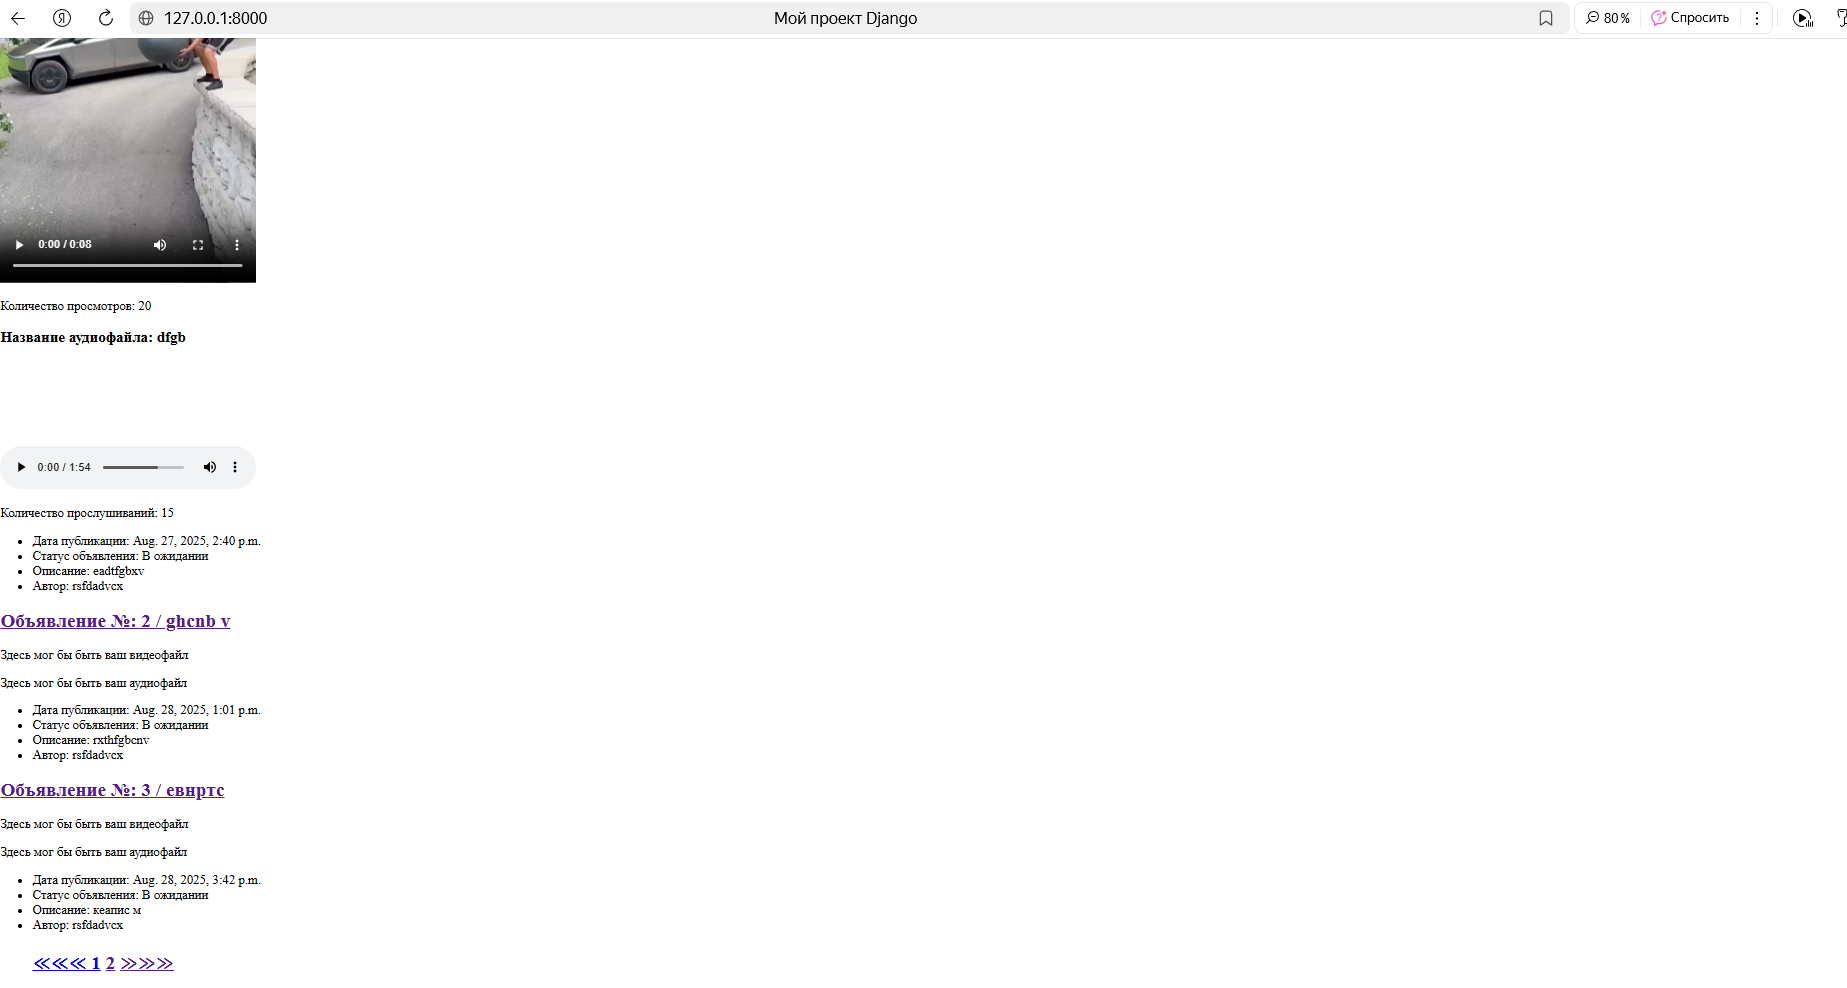 127.0.0.1:8000 Мой проект Django 80% Спросить
0:00 / 0:08
Количество просмотров: 20
Название аудиофайла: dfgb
0:00 / 1:54
Количество прослушиваний: 15
Дата публикации: Aug. 27, 2025, 2:40 p.m.
Статус объявления: В ожидании
Описание: eadtfgbxv
Автор: rsfdadvcx
Объявление №: 2 / ghcnb v
Здесь мог бы быть ваш видеофайл
Здесь мог бы быть ваш аудиофайл
Дата публикации: Aug. 28, 2025, 1:01 p.m.
Статус объявления: В ожидании
Описание: rxthfgbcnv
Автор: rsfdadvcx
Объявление №: 3 / евнртс
Здесь мог бы быть ваш видеофайл
Здесь мог бы быть ваш аудиофайл
Дата публикации: Aug. 28, 2025, 3:42 p.m.
Статус объявления: В ожидании
Описание: кеапис м
Автор: rsfdadvcx
≪≪≪ 1 2 ≫≫≫